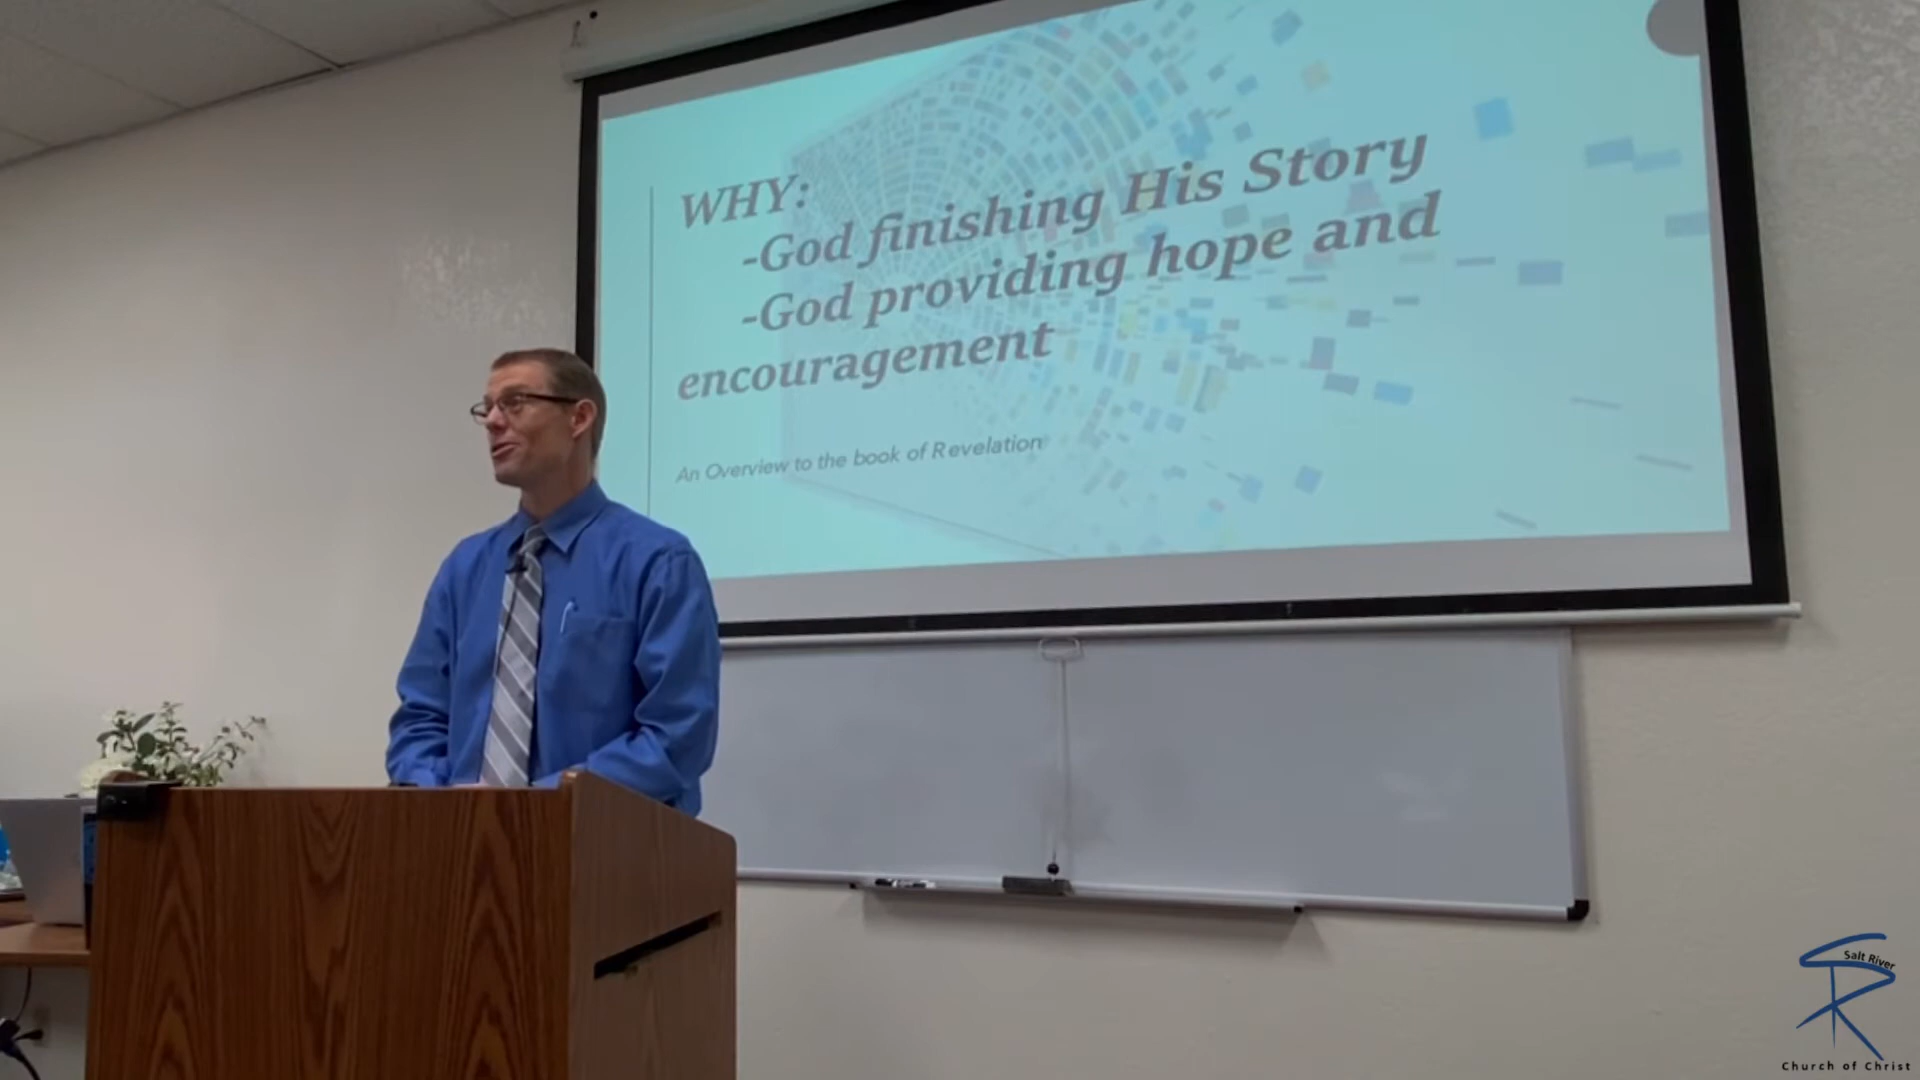 WHY:
-God finishing His Story
-God providing hope and
encouragement
An Overview to the book of Revelation
Salt River
Church of Christ